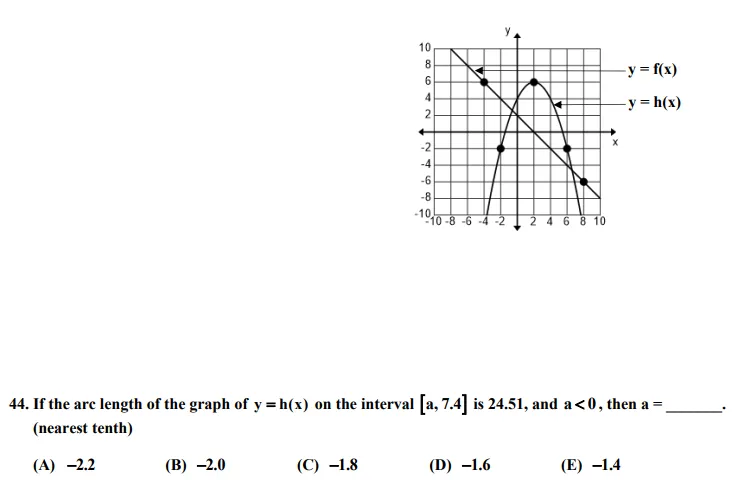 y
10
8
6
4
2
-2
-4
-6
-8
-10
-10 -8 -6 -4 -2 2 4 6 8 10
x
y = f(x)
y = h(x)
44. If the arc length of the graph of y = h(x) on the interval [a, 7.4] is 24.51, and a < 0, then a = _______.
(nearest tenth)
(A) –2.2 (B) –2.0 (C) –1.8 (D) –1.6 (E) –1.4